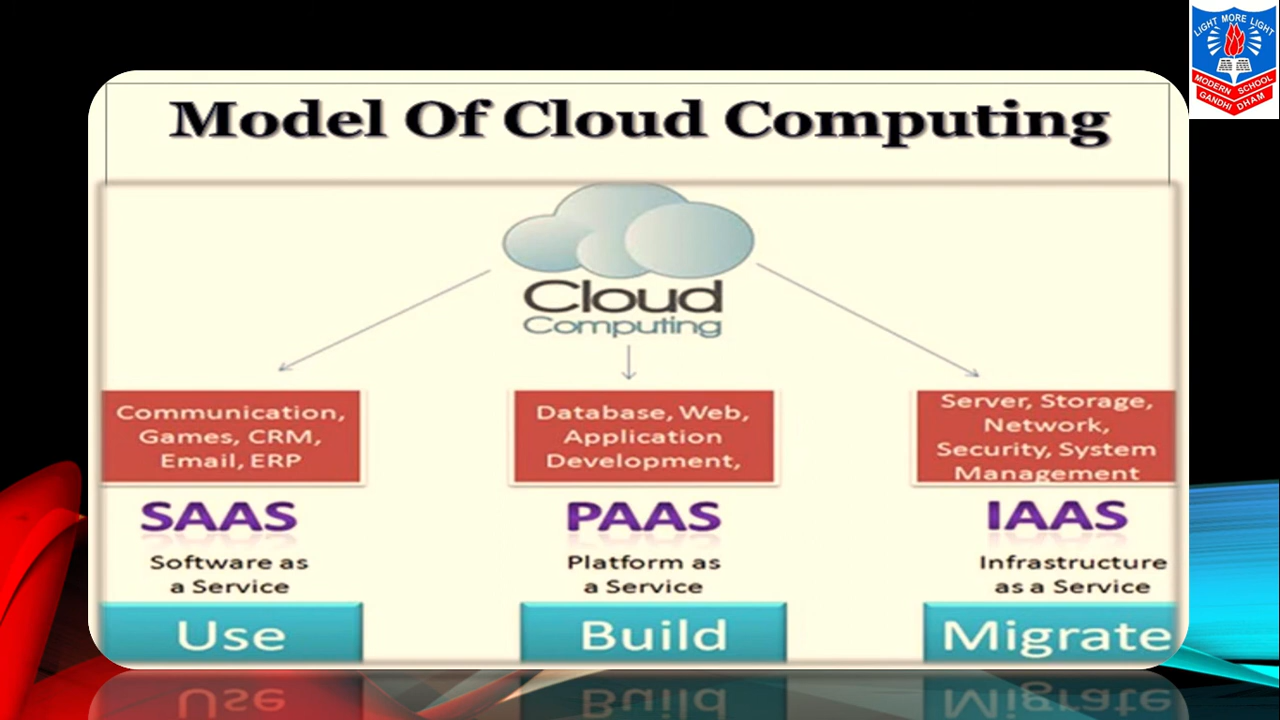 LIGHT MORE LIGHT
MODERN SCHOOL
GANDHI DHAM
Model Of Cloud Computing
Cloud
Computing
Communication,
Games, CRM,
Email, ERP
Database, Web,
Application
Development,
Server, Storage,
Network,
Security, System
Management
SAAS
PAAS
IAAS
Software as
a Service
Platform as
a Service
Infrastructure
as a Service
Use
Build
Migrate